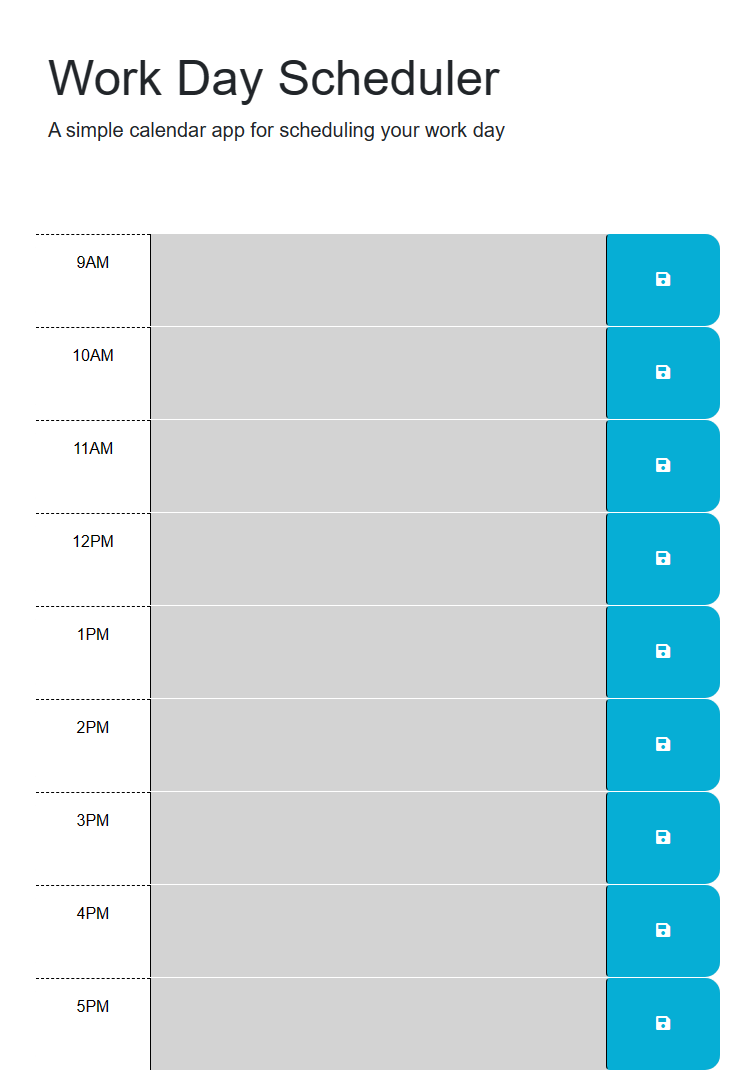 Work Day Scheduler
A simple calendar app for scheduling your work day
9AM
10AM
11AM
12PM
1PM
2PM
3PM
4PM
5PM